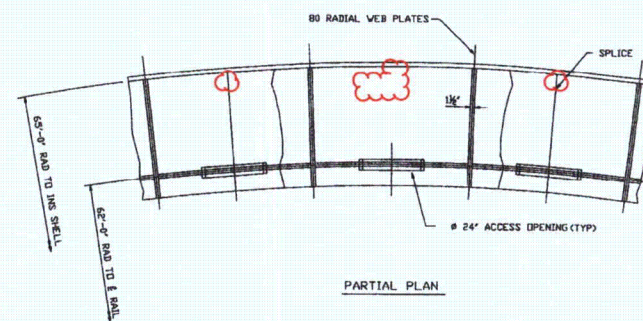 80 RADIAL WEB PLATES
SPLICE
1½"
65'-0" RAD TO INS SHELL
62'-0" RAD TO ℄ RAIL
ø 24" ACCESS OPENING (TYP)
PARTIAL PLAN